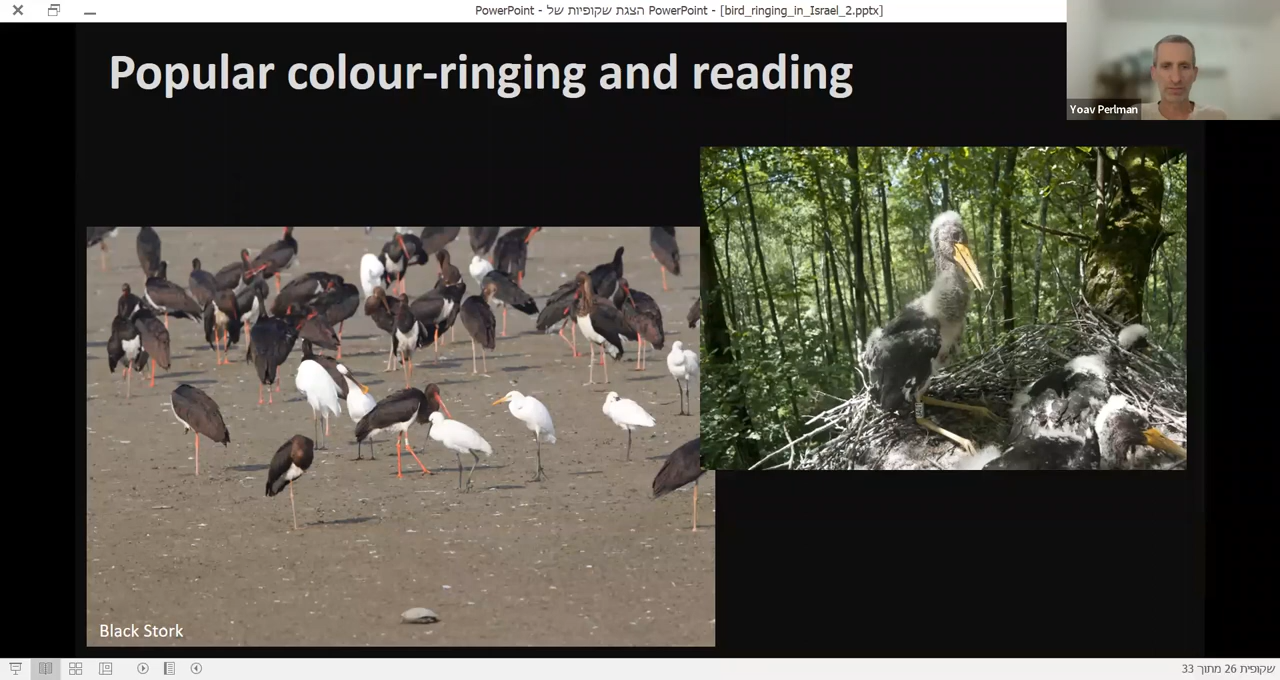 PowerPoint - הצגת שקופיות של PowerPoint - [bird_ringing_in_Israel_2.pptx]
Popular colour-ringing and reading
Yoav Perlman
Black Stork
שקופית 26 מתוך 33